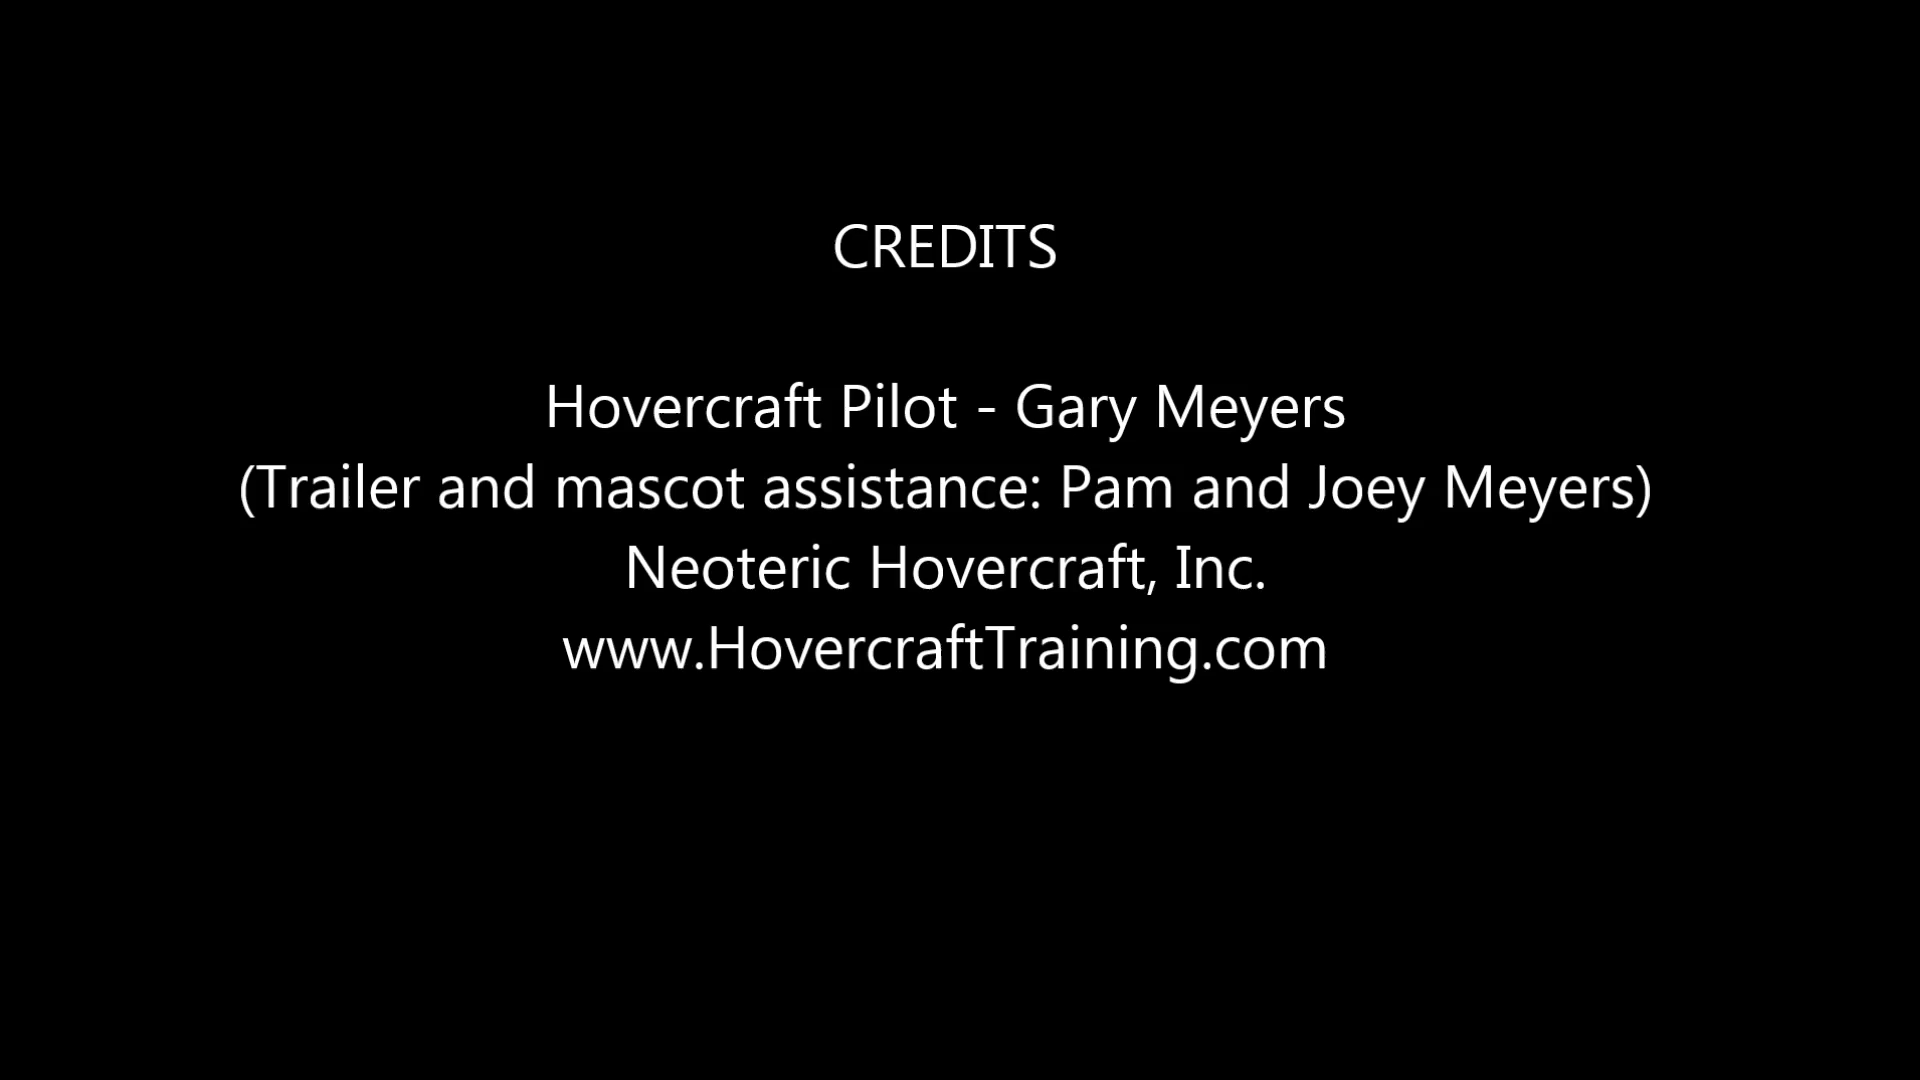 CREDITS
Hovercraft Pilot - Gary Meyers
(Trailer and mascot assistance: Pam and Joey Meyers)
Neoteric Hovercraft, Inc.
www.HovercraftTraining.com